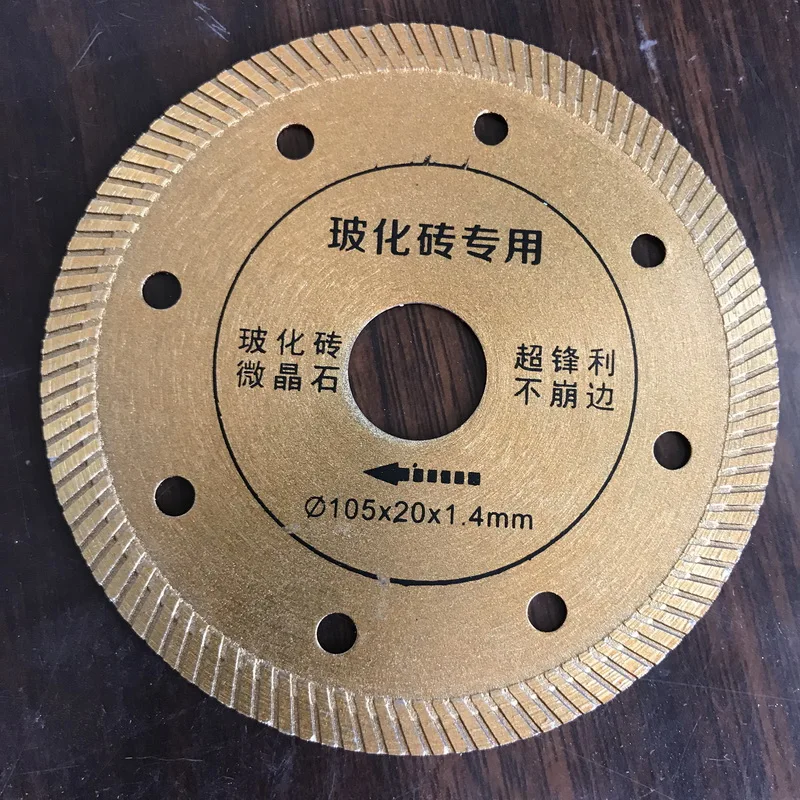 玻化砖专用
玻化砖
微晶石
超锋利
不崩边
Ø105x20x1.4mm